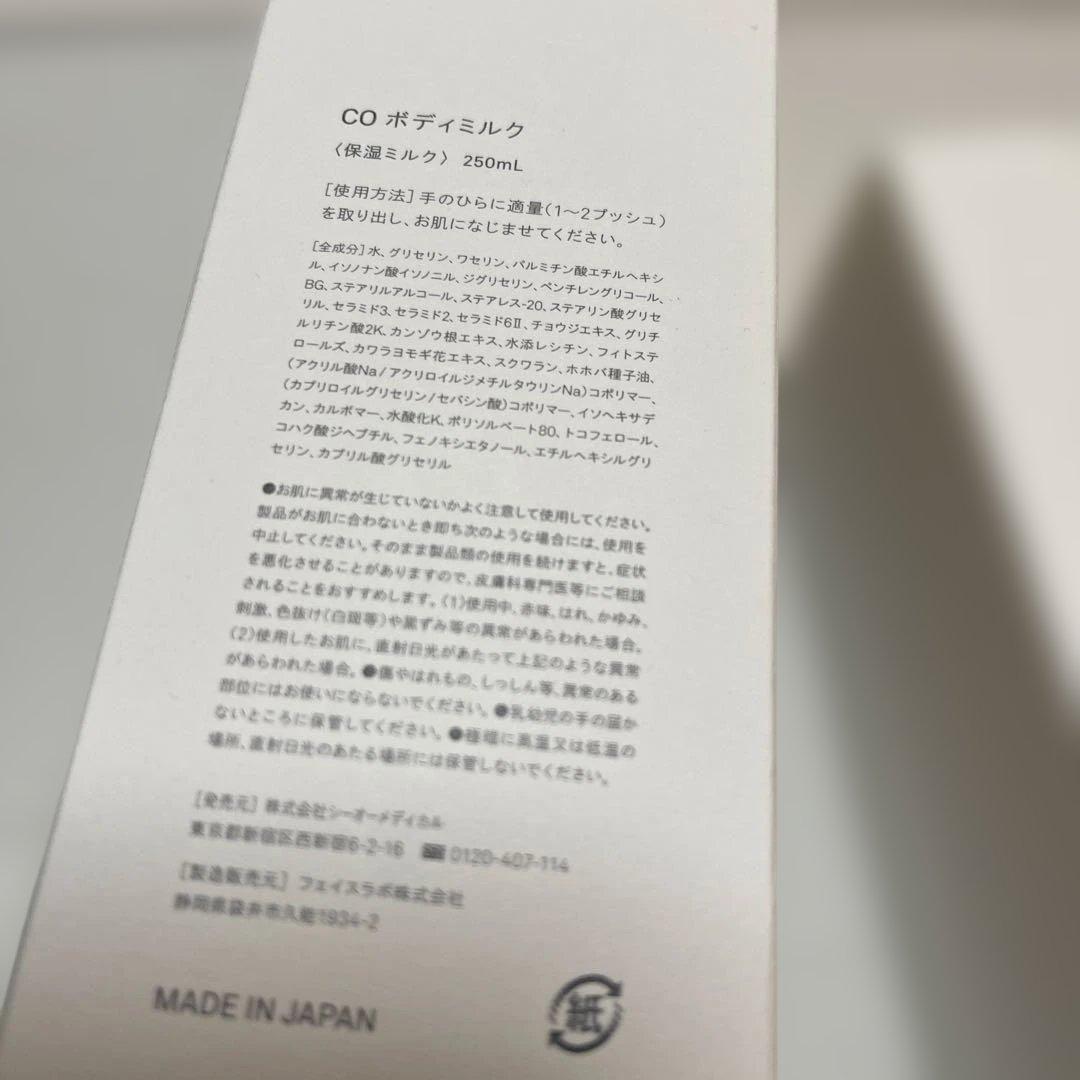 CO ボディミルク
〈保湿ミルク〉 250mL
[使用方法] 手のひらに適量(1〜2プッシュ)
を取り出し、お肌になじませてください。
[全成分] 水、グリセリン、ワセリン、パルミチン酸エチルヘキシ
ル、イソノナン酸イソノニル、ジグリセリン、ペンチレングリコール、
BG、ステアリルアルコール、ステアレス-20、ステアリン酸グリセ
リル、セラミド3、セラミド2、セラミド6Ⅱ、チョウジエキス、グリチ
ルリチン酸2K、カンゾウ根エキス、水添レシチン、フィトステ
ロールズ、カワラヨモギ花エキス、スクワラン、ホホバ種子油、
(アクリル酸Na/アクリロイルジメチルタウリンNa)コポリマー、
(カプリロイルグリセリン/セバシン酸)コポリマー、イソヘキサデ
カン、カルボマー、水酸化K、ポリソルベート80、トコフェロール、
コハク酸ジヘプチル、フェノキシエタノール、エチルヘキシルグリ
セリン、カプリル酸グリセリル
●お肌に異常が生じていないかよく注意して使用してください。
製品がお肌に合わないとき即ち次のような場合には、使用を
中止してください。そのまま製品類の使用を続けますと、症状
を悪化させることがありますので、皮膚科専門医等にご相談
されることをおすすめします。(1)使用中、赤味、はれ、かゆみ、
刺激、色抜け(白斑等)や黒ずみ等の異常があらわれた場合。
(2)使用したお肌に、直射日光があたって上記のような異常
があらわれた場合。●傷やはれもの、しっしん等、異常のある
部位にはお使いにならないでください。●乳幼児の手の届か
ないところに保管してください。●極端に高温又は低温の
場所、直射日光のあたる場所には保管しないでください。
[発売元] 株式会社シーオーメディカル
東京都新宿区西新宿6-2-16 0120-407-114
[製造販売元] フェイスラボ株式会社
静岡県袋井市久能1934-2
MADE IN JAPAN
紙